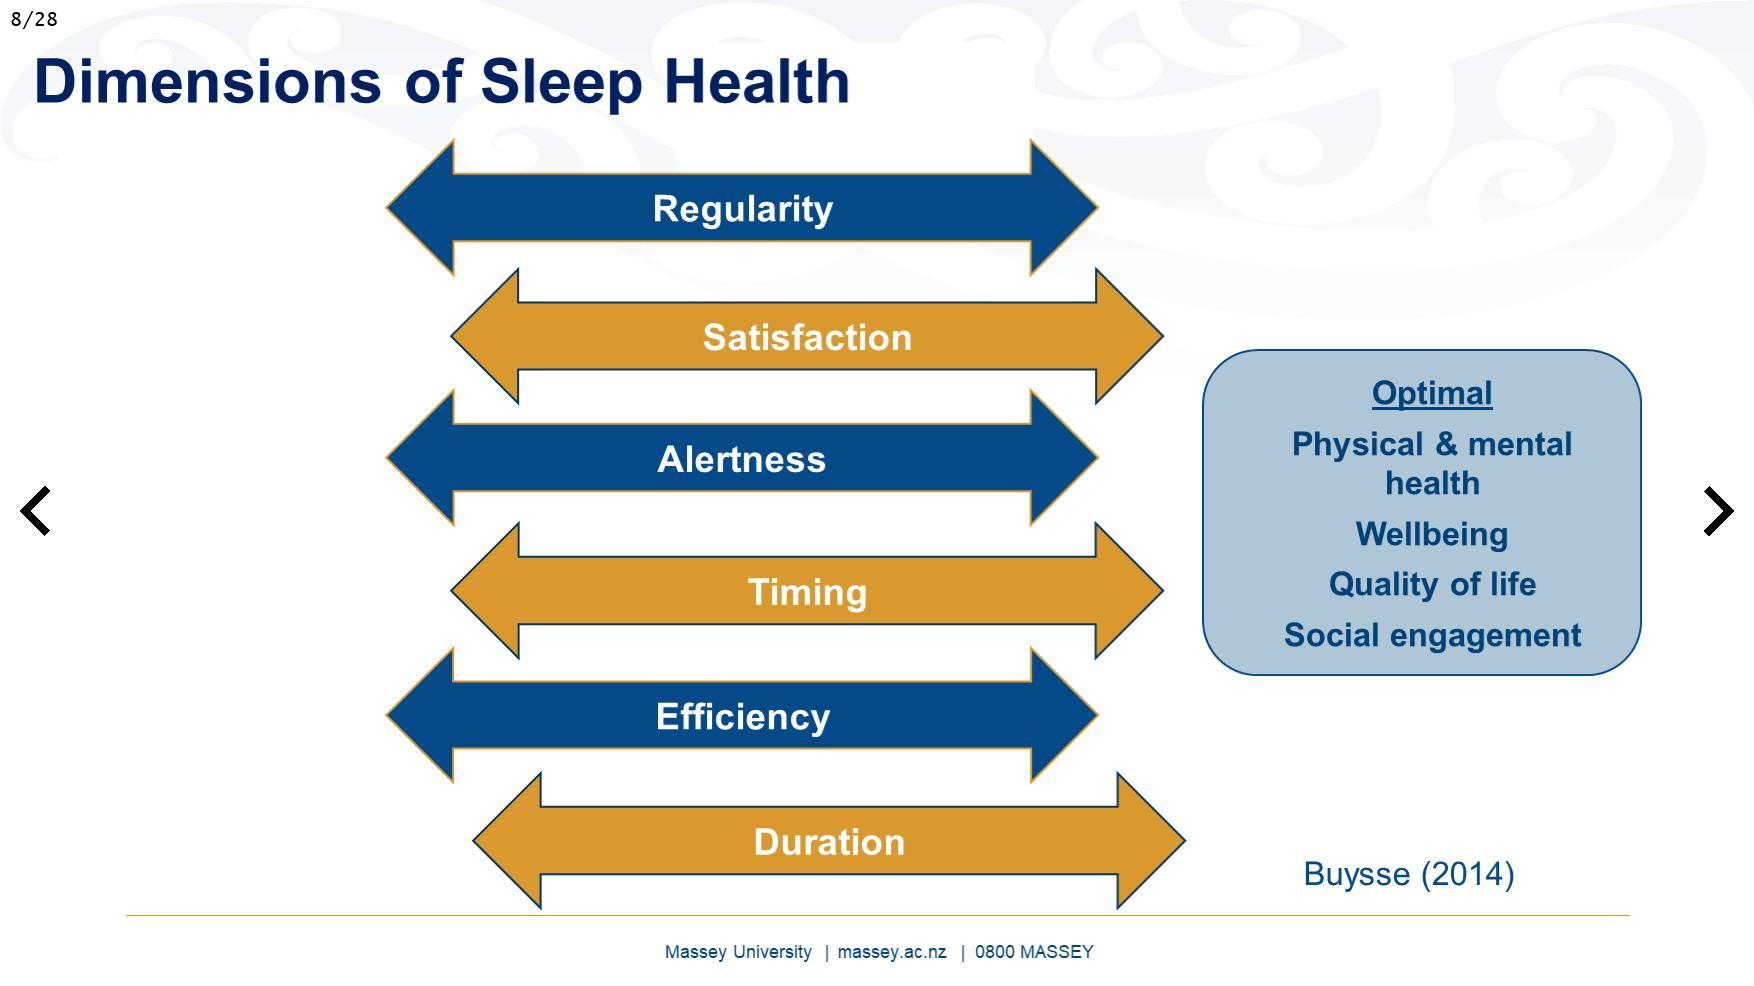 8/28
Dimensions of Sleep Health
Regularity
Satisfaction
Alertness
Timing
Efficiency
Duration
Optimal
Physical & mental
health
Wellbeing
Quality of life
Social engagement
Buysse (2014)
Massey University | massey.ac.nz | 0800 MASSEY